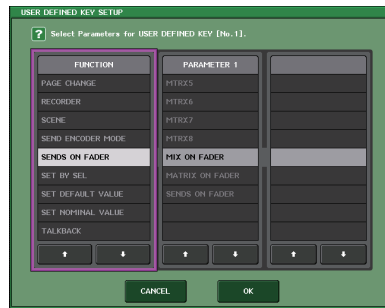 USER DEFINED KEY SETUP
? Select Parameters for USER DEFINED KEY [No.1].
FUNCTION
PAGE CHANGE
RECORDER
SCENE
SEND ENCODER MODE
SENDS ON FADER
SET BY SEL
SET DEFAULT VALUE
SET NOMINAL VALUE
TALKBACK
PARAMETER 1
MTRX5
MTRX6
MTRX7
MTRX8
MIX ON FADER
MATRIX ON FADER
SENDS ON FADER
CANCEL
OK